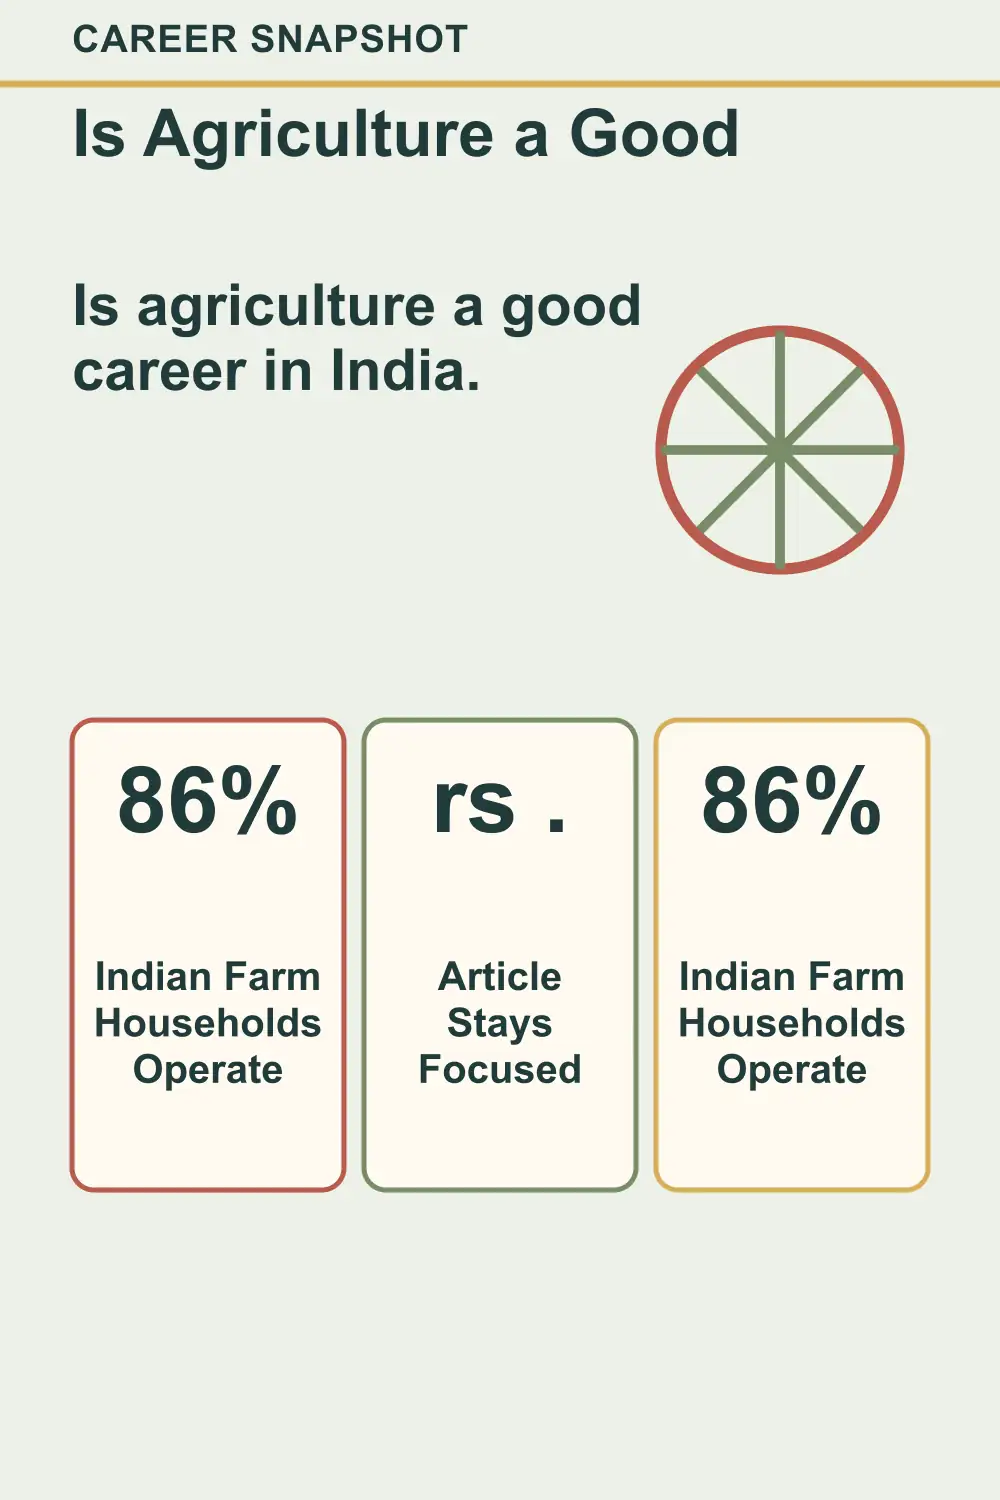 CAREER SNAPSHOT
Is Agriculture a Good
Is agriculture a good
career in India.
86%
Indian Farm
Households
Operate
rs .
Article
Stays
Focused
86%
Indian Farm
Households
Operate